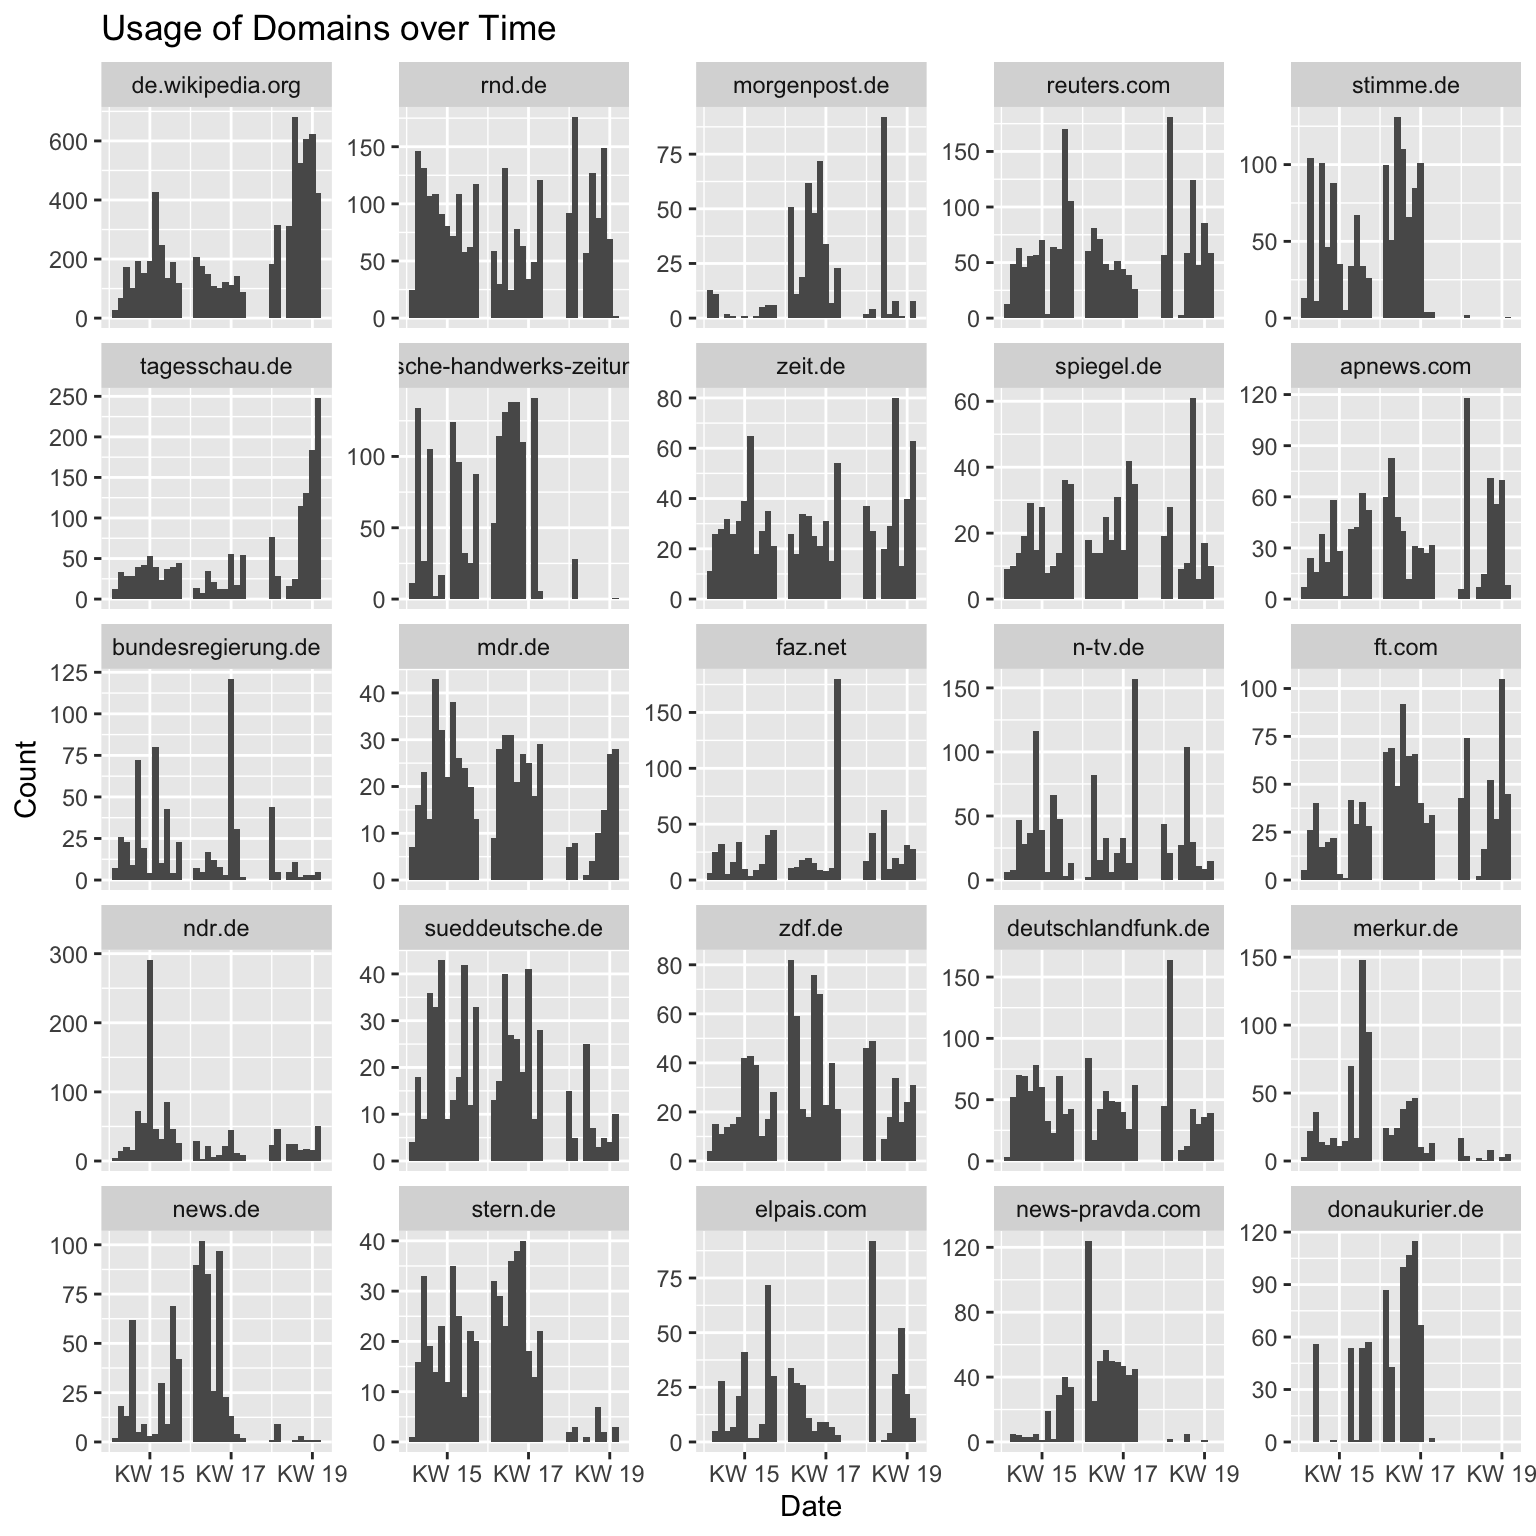 Usage of Domains over Time
de.wikipedia.org rnd.de morgenpost.de reuters.com stimme.de
600 400 200 0
150 100 50 0
75 50 25 0
150 100 50 0
100 50 0
tagesschau.de sche-handwerks-zeitur zeit.de spiegel.de apnews.com
250 200 150 100 50 0
100 50 0
80 60 40 20 0
60 40 20 0
120 90 60 30 0
bundesregierung.de mdr.de faz.net n-tv.de ft.com
125 100 75 50 25 0
40 30 20 10 0
150 100 50 0
150 100 50 0
100 75 50 25 0
Count
ndr.de sueddeutsche.de zdf.de deutschlandfunk.de merkur.de
300 200 100 0
40 30 20 10 0
80 60 40 20 0
150 100 50 0
150 100 50 0
news.de stern.de elpais.com news-pravda.com donaukurier.de
100 75 50 25 0
40 30 20 10 0
75 50 25 0
120 80 40 0
120 90 60 30 0
KW 15 KW 17 KW 19 KW 15 KW 17 KW 19 KW 15 KW 17 KW 19 KW 15 KW 17 KW 19 KW 15 KW 17 KW 19
Date